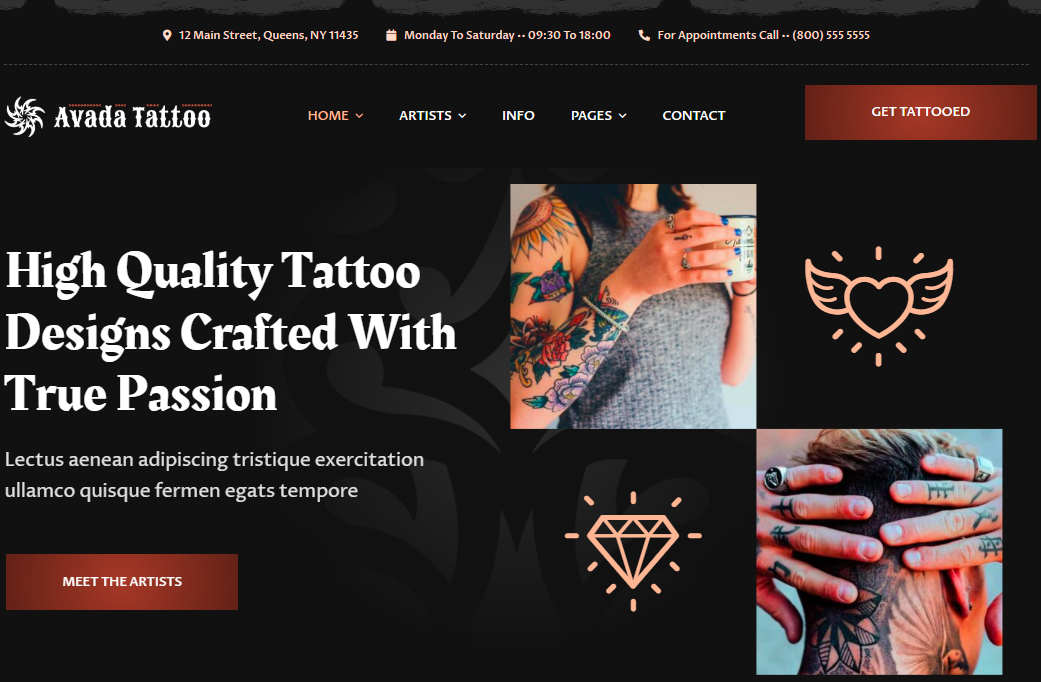 12 Main Street, Queens, NY 11435
Monday To Saturday •• 09:30 To 18:00
For Appointments Call •• (800) 555 5555
Avada Tattoo
HOME
ARTISTS
INFO
PAGES
CONTACT
GET TATTOOED
High Quality Tattoo
Designs Crafted With
True Passion
Lectus aenean adipiscing tristique exercitation
ullamco quisque fermen egats tempore
MEET THE ARTISTS